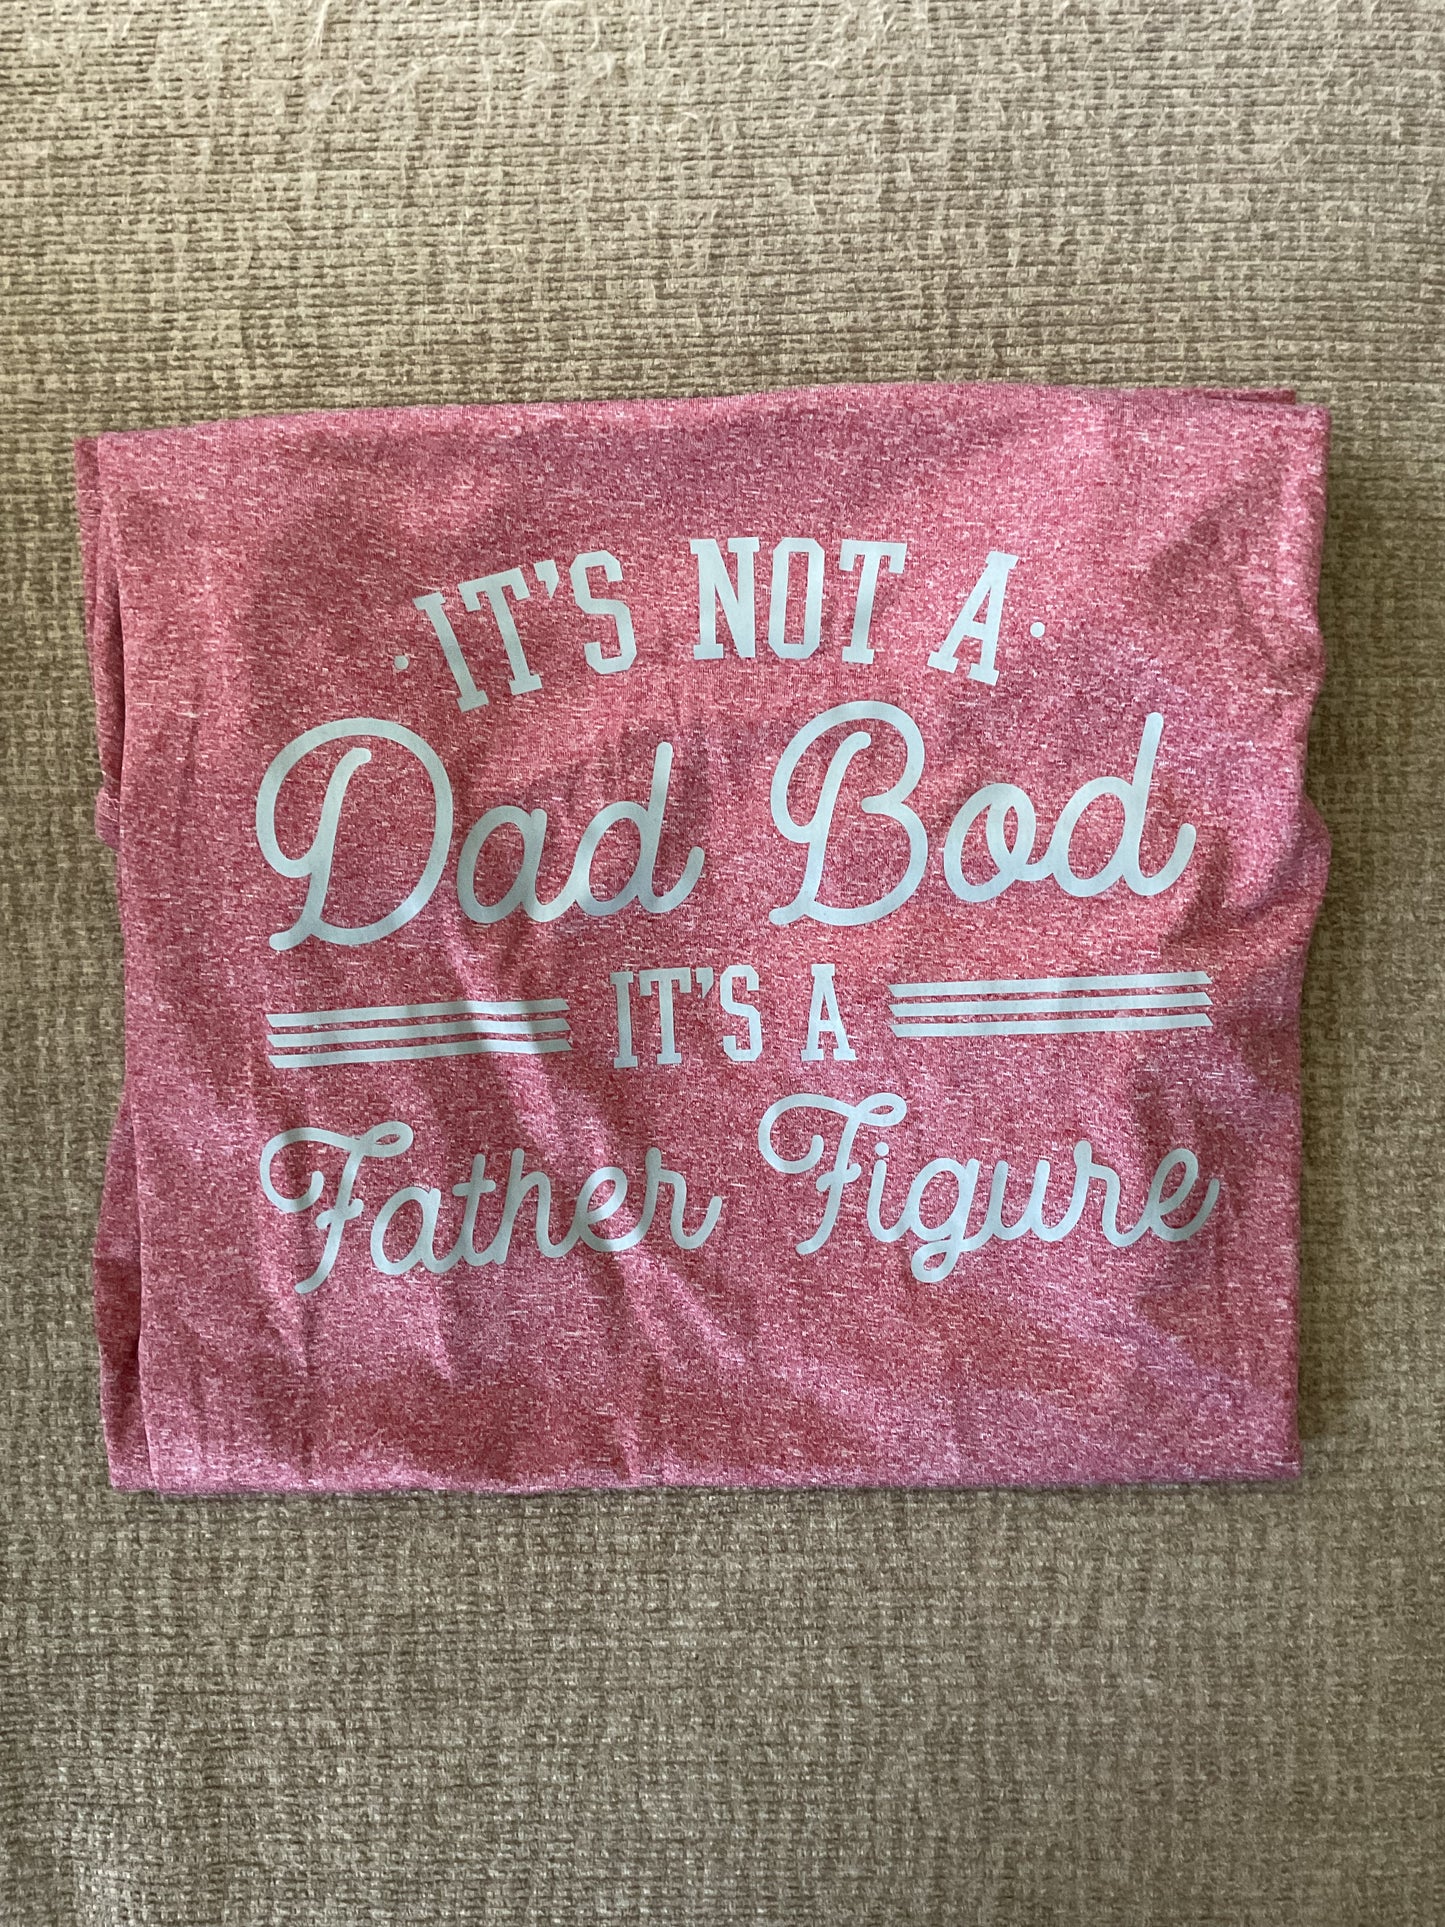 · IT'S NOT A ·
Dad Bod
IT'S A
Father Figure